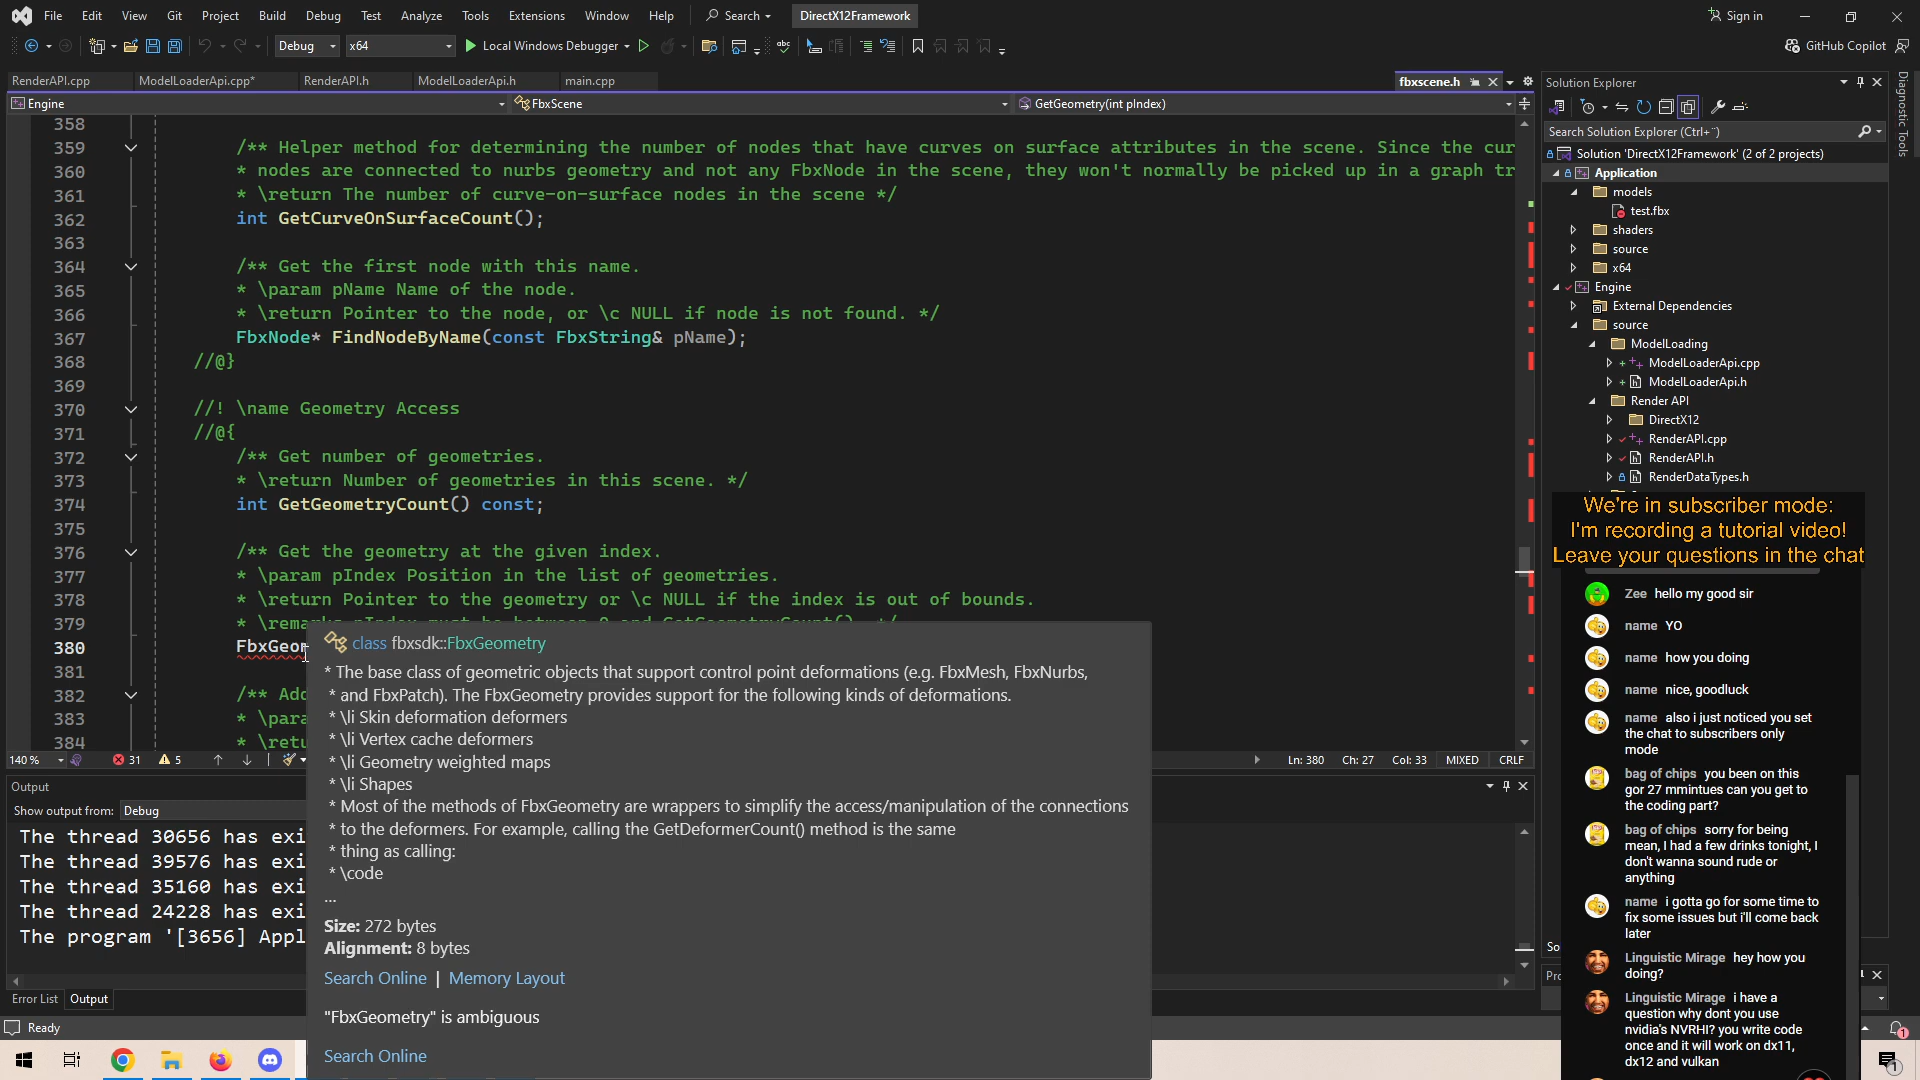 File Edit View Git Project Build Debug Test Analyze Tools Extensions Window Help Search DirectX12Framework Sign in
Debug x64 Local Windows Debugger GitHub Copilot
RenderAPI.cpp ModelLoaderApi.cpp* RenderAPI.h ModelLoaderApi.h main.cpp fbxscene.h
Engine FbxScene GetGeometry(int pIndex)
358
359 /** Helper method for determining the number of nodes that have curves on surface attributes in the scene. Since the cur
360 * nodes are connected to nurbs geometry and not any FbxNode in the scene, they won't normally be picked up in a graph tr
361 * \return The number of curve-on-surface nodes in the scene */
362 int GetCurveOnSurfaceCount();
363
364 /** Get the first node with this name.
365 * \param pName Name of the node.
366 * \return Pointer to the node, or \c NULL if node is not found. */
367 FbxNode* FindNodeByName(const FbxString& pName);
368 //@}
369
370 //! \name Geometry Access
371 //@{
372 /** Get number of geometries.
373 * \return Number of geometries in this scene. */
374 int GetGeometryCount() const;
375
376 /** Get the geometry at the given index.
377 * \param pIndex Position in the list of geometries.
378 * \return Pointer to the geometry or \c NULL if the index is out of bounds.
379
380 FbxGeom
381
382 /** Add
383 * \para
384 * \retu
class fbxsdk::FbxGeometry
* The base class of geometric objects that support control point deformations (e.g. FbxMesh, FbxNurbs,
* and FbxPatch). The FbxGeometry provides support for the following kinds of deformations.
* \li Skin deformation deformers
* \li Vertex cache deformers
* \li Geometry weighted maps
* \li Shapes
* Most of the methods of FbxGeometry are wrappers to simplify the access/manipulation of the connections
* to the deformers. For example, calling the GetDeformerCount() method is the same
* thing as calling:
* \code
...
Size: 272 bytes
Alignment: 8 bytes
Search Online | Memory Layout
"FbxGeometry" is ambiguous
Search Online
140 % 31 5 Ln: 380 Ch: 27 Col: 33 MIXED CRLF
Output
Show output from: Debug
The thread 30656 has exi
The thread 39576 has exi
The thread 35160 has exi
The thread 24228 has exi
The program '[3656] Appl
Error List Output
Ready
Solution Explorer
Search Solution Explorer (Ctrl+¨)
Solution 'DirectX12Framework' (2 of 2 projects)
Application
models
test.fbx
shaders
source
x64
Engine
External Dependencies
source
ModelLoading
ModelLoaderApi.cpp
ModelLoaderApi.h
Render API
DirectX12
RenderAPI.cpp
RenderAPI.h
RenderDataTypes.h
Diagnostic Tools
We're in subscriber mode:
I'm recording a tutorial video!
Leave your questions in the chat
Zee hello my good sir
name YO
name how you doing
name nice, goodluck
name also i just noticed you set
the chat to subscribers only
mode
bag of chips you been on this
gor 27 mmintues can you get to
the coding part?
bag of chips sorry for being
mean, I had a few drinks tonight, I
don't wanna sound rude or
anything
name i gotta go for some time to
fix some issues but i'll come back
later
Linguistic Mirage hey how you
doing?
Linguistic Mirage i have a
question why dont you use
nvidia's NVRHI? you write code
once and it will work on dx11,
dx12 and vulkan
So
Pro
1
1